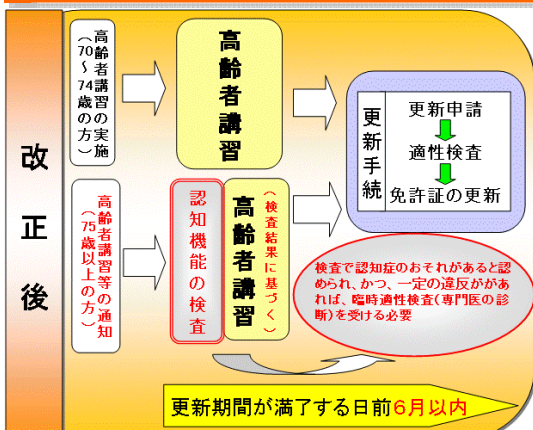 改正後
高齢者講習の実施
（70～74歳の方）
高齢者講習
更新手続
更新申請
適性検査
免許証の更新
高齢者講習等の通知
（75歳以上の方）
認知機能の検査
高齢者講習
（検査結果に基づく）
検査で認知症のおそれがあると認
められ、かつ、一定の違反ががあ
れば、臨時適性検査（専門医の診
断）を受ける必要
更新期間が満了する日前６月以内